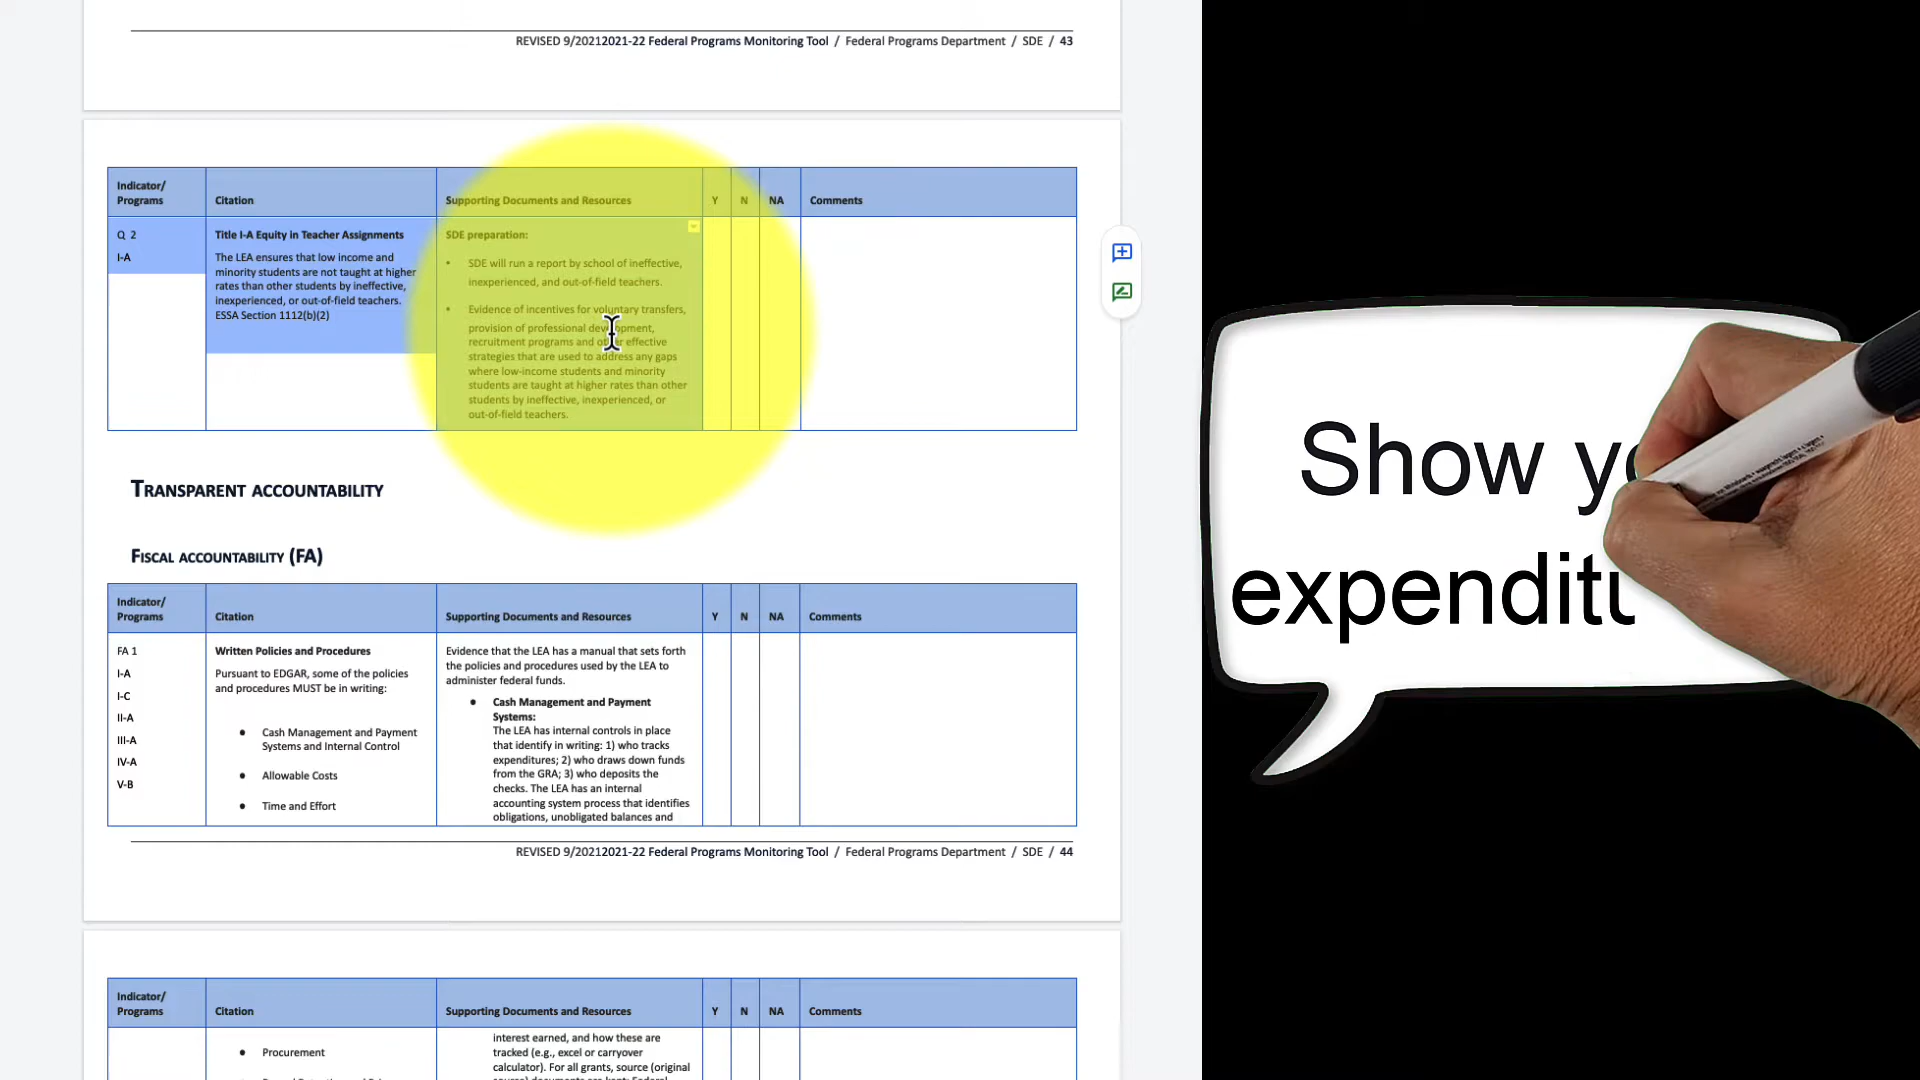 REVISED 9/20212021-22 Federal Programs Monitoring Tool / Federal Programs Department / SDE / 43
Indicator/
Programs
Citation
Supporting Documents and Resources
Y
N
NA
Comments
Q 2
I-A
Title I-A Equity in Teacher Assignments
The LEA ensures that low income and
minority students are not taught at higher
rates than other students by ineffective,
inexperienced, or out-of-field teachers.
ESSA Section 1112(b)(2)
SDE preparation:
• SDE will run a report by school of ineffective,
inexperienced, and out-of-field teachers.
• Evidence of incentives for voluntary transfers,
provision of professional development,
recruitment programs and other effective
strategies that are used to address any gaps
where low-income students and minority
students are taught at higher rates than other
students by ineffective, inexperienced, or
out-of-field teachers.
TRANSPARENT ACCOUNTABILITY
FISCAL ACCOUNTABILITY (FA)
Indicator/
Programs
Citation
Supporting Documents and Resources
Y
N
NA
Comments
FA 1
I-A
I-C
II-A
III-A
IV-A
V-B
Written Policies and Procedures
Pursuant to EDGAR, some of the policies
and procedures MUST be in writing:
● Cash Management and Payment
Systems and Internal Control
● Allowable Costs
● Time and Effort
Evidence that the LEA has a manual that sets forth
the policies and procedures used by the LEA to
administer federal funds.
● Cash Management and Payment
Systems:
The LEA has internal controls in place
that identify in writing: 1) who tracks
expenditures; 2) who draws down funds
from the GRA; 3) who deposits the
checks. The LEA has an internal
accounting system process that identifies
obligations, unobligated balances and
REVISED 9/20212021-22 Federal Programs Monitoring Tool / Federal Programs Department / SDE / 44
Indicator/
Programs
Citation
Supporting Documents and Resources
Y
N
NA
Comments
● Procurement
interest earned, and how these are
tracked (e.g., excel or carryover
calculator). For all grants, source (original
Show yo
expenditu